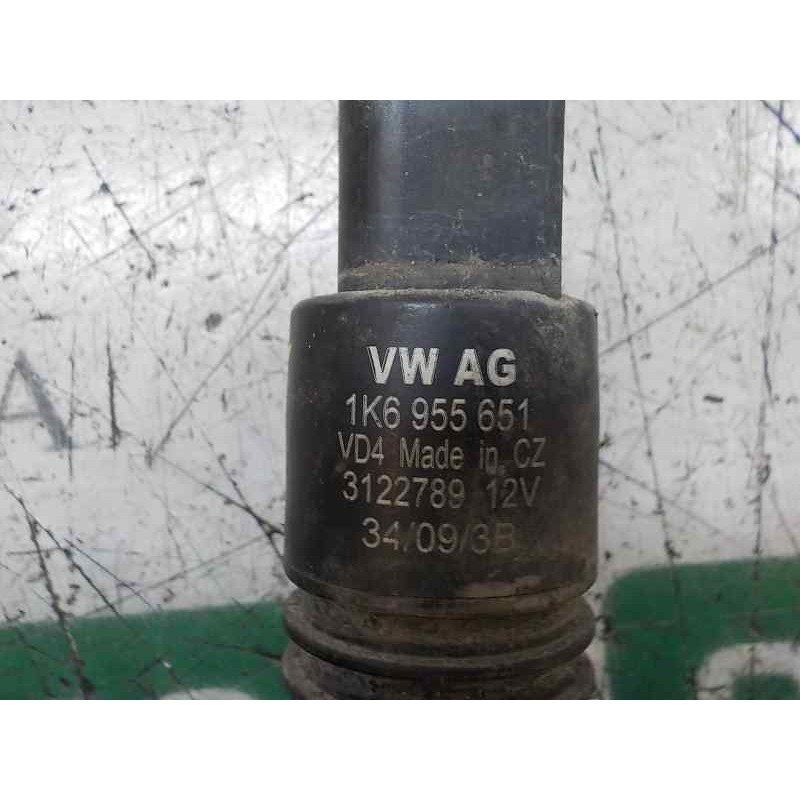 VW AG
1K6 955 651
VD4 Made in CZ
3122789 12V
34/09/3B